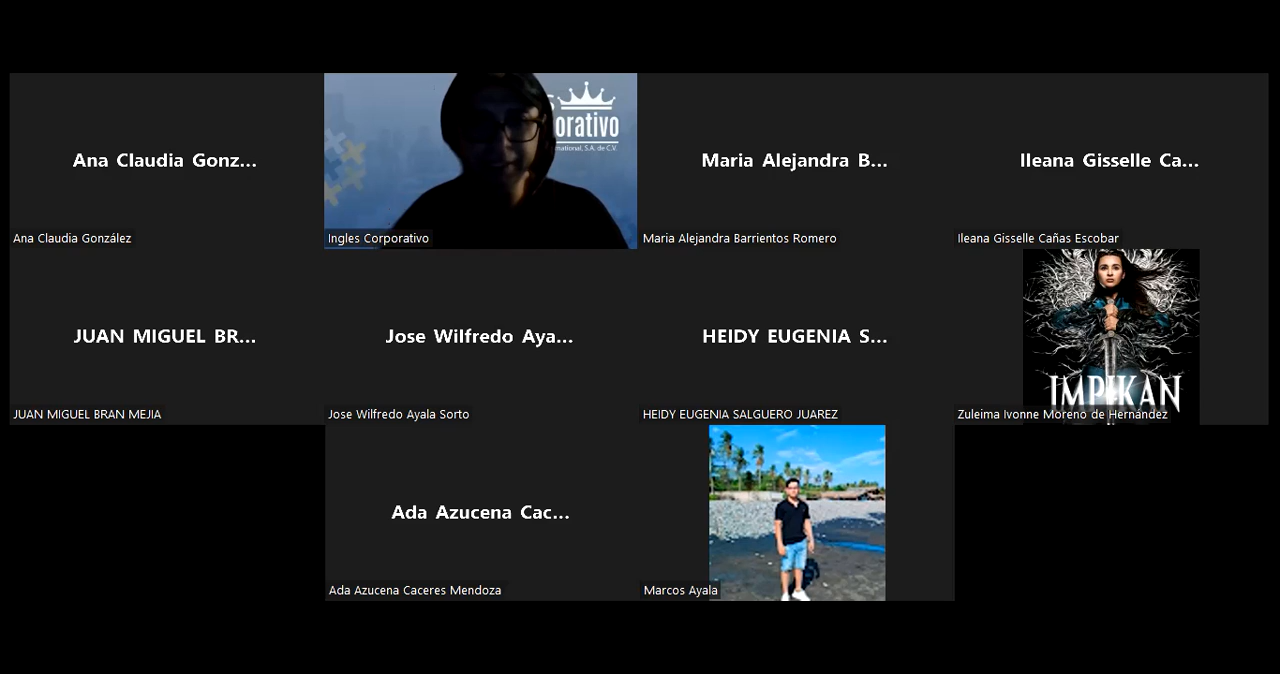 Ana Claudia Gonz...
Ana Claudia González
orativo
rnational, S.A. de C.V.
Ingles Corporativo
Maria Alejandra B...
Maria Alejandra Barrientos Romero
Ileana Gisselle Ca...
Ileana Gisselle Cañas Escobar
JUAN MIGUEL BR...
JUAN MIGUEL BRAN MEJIA
Jose Wilfredo Aya...
Jose Wilfredo Ayala Sorto
HEIDY EUGENIA S...
HEIDY EUGENIA SALGUERO JUAREZ
IMPIKAN
Zuleima Ivonne Moreno de Hernández
Ada Azucena Cac...
Ada Azucena Caceres Mendoza
Marcos Ayala